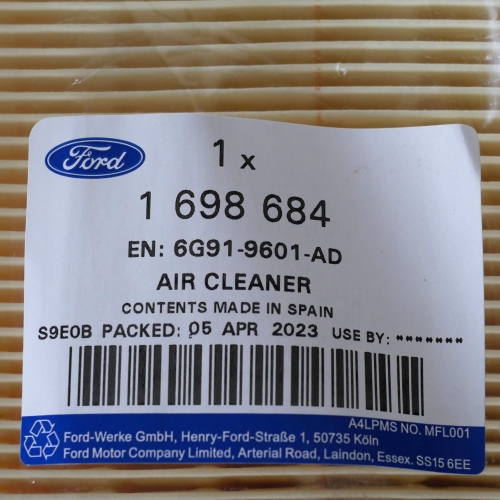 Ford
1 x
1 698 684
EN: 6G91-9601-AD
AIR CLEANER
CONTENTS MADE IN SPAIN
S9E0B PACKED: 05 APR 2023 USE BY: *******
A4LPMS NO. MFL001
Ford-Werke GmbH, Henry-Ford-Straße 1, 50735 Köln
Ford Motor Company Limited, Arterial Road, Laindon, Essex. SS15 6EE